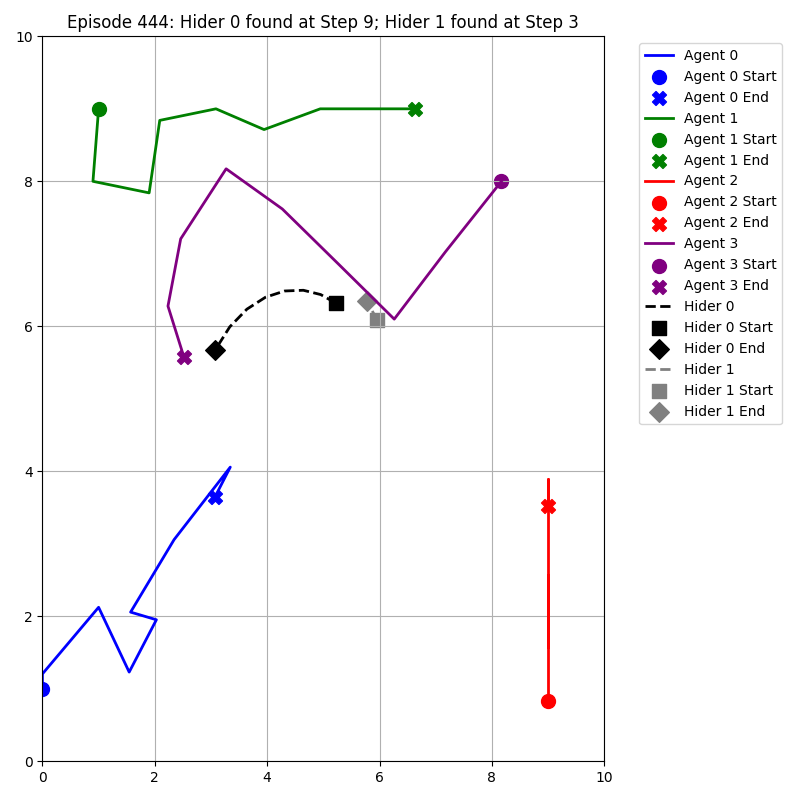 Episode 444: Hider 0 found at Step 9; Hider 1 found at Step 3
10
8
6
4
2
0
0 2 4 6 8 10
Agent 0
Agent 0 Start
Agent 0 End
Agent 1
Agent 1 Start
Agent 1 End
Agent 2
Agent 2 Start
Agent 2 End
Agent 3
Agent 3 Start
Agent 3 End
Hider 0
Hider 0 Start
Hider 0 End
Hider 1
Hider 1 Start
Hider 1 End